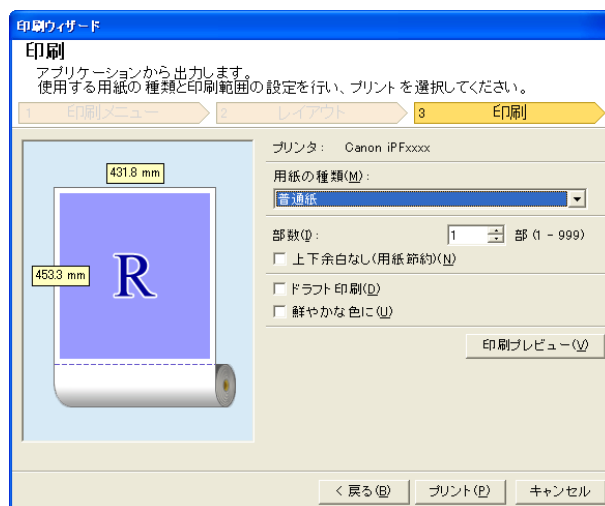 印刷ウィザード
印刷
アプリケーションから出力します。
使用する用紙の種類と印刷範囲の設定を行い、プリントを選択してください。
1 印刷メニュー 2 レイアウト 3 印刷
プリンタ： Canon iPFxxxx
用紙の種類(M)：
普通紙
部数(I)： 1 部 (1 - 999)
上下余白なし(用紙節約)(N)
ドラフト印刷(D)
鮮やかな色に(U)
印刷プレビュー(V)
431.8 mm
453.3 mm
R
< 戻る(B) プリント(P) キャンセル